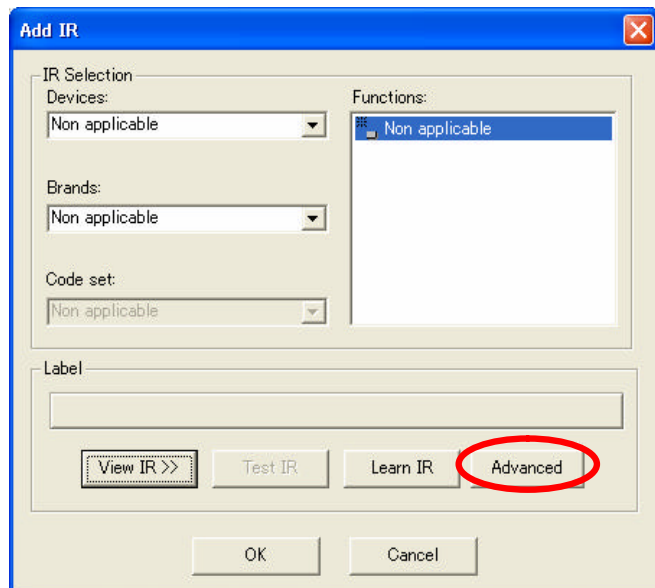 Add IR
IR Selection
Devices:
Non applicable
Brands:
Non applicable
Code set:
Non applicable
Functions:
Non applicable
Label
View IR >>
Test IR
Learn IR
Advanced
OK
Cancel